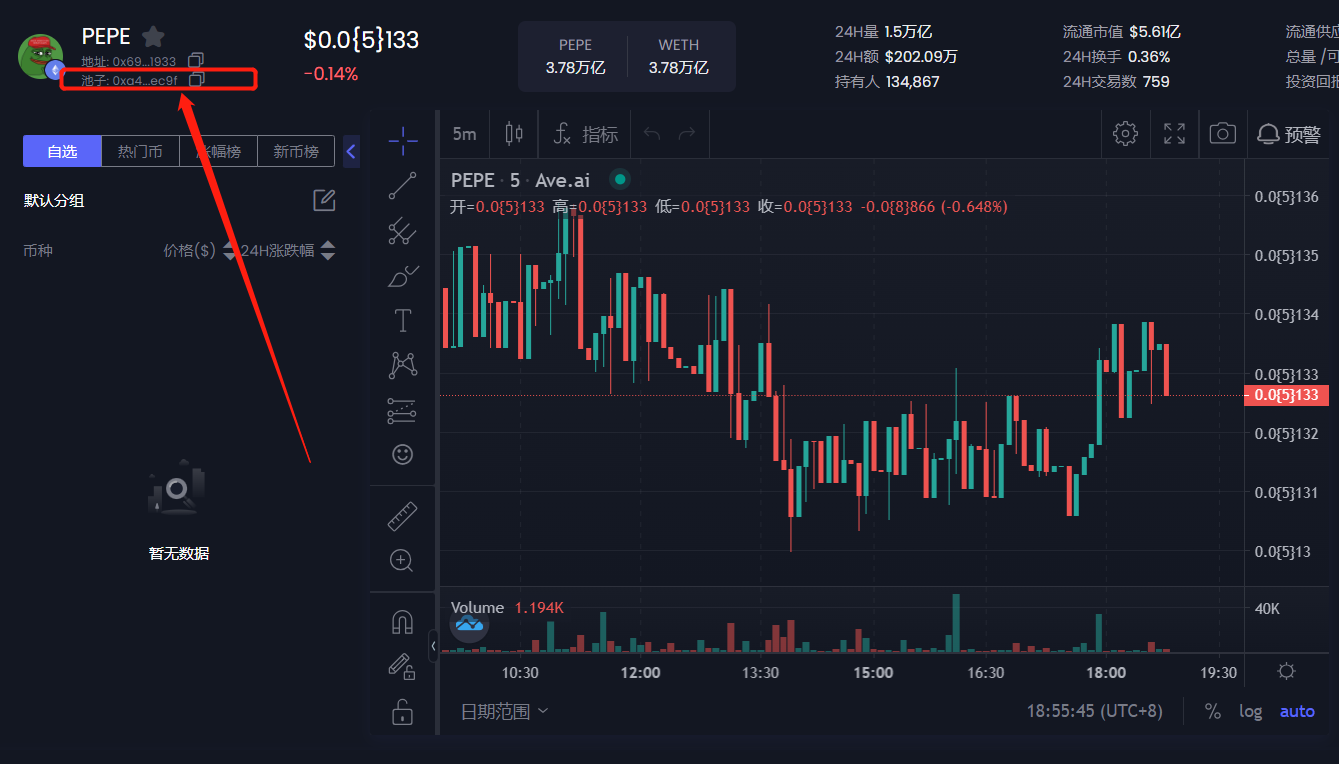 PEPE
地址: 0x69...1933
池子: 0xa4...ec9f
$0.0{5}133
-0.14%
PEPE WETH
3.78万亿 3.78万亿
24H量 1.5万亿
24H额 $202.09万
持有人 134,867
流通市值 $5.61亿
24H换手 0.36%
24H交易数 759
流通供应
总量 /可
投资回报
自选 热门币 涨幅榜 新币榜
默认分组
币种 价格($) 24H涨跌幅
暂无数据
5m 指标 预警
PEPE · 5 · Ave.ai
开=0.0{5}133 高=0.0{5}133 低=0.0{5}133 收=0.0{5}133 -0.0{8}866 (-0.648%)
0.0{5}136
0.0{5}135
0.0{5}134
0.0{5}133
0.0{5}133
0.0{5}132
0.0{5}131
0.0{5}13
Volume 1.194K
40K
10:30 12:00 13:30 15:00 16:30 18:00 19:30
日期范围 18:55:45 (UTC+8) % log auto